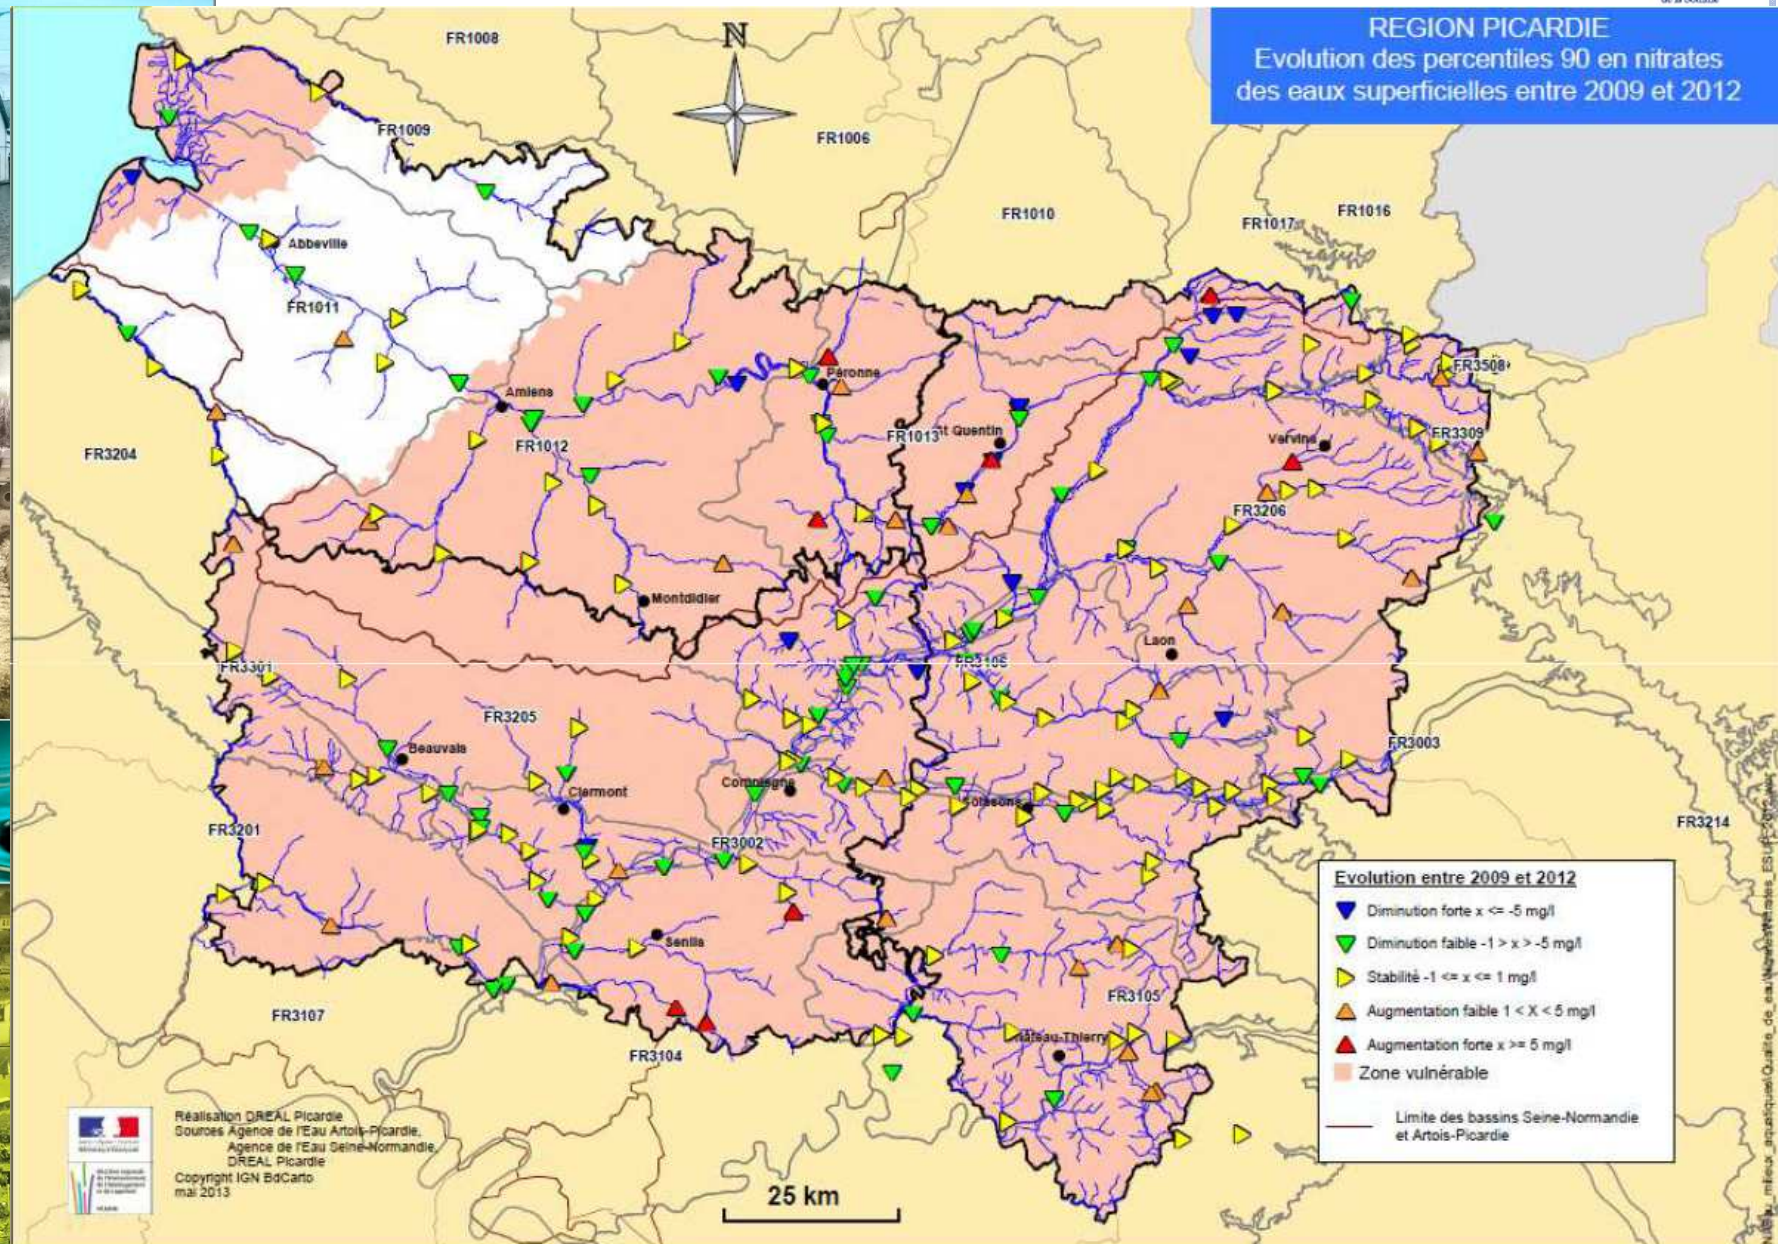 REGION PICARDIE
Evolution des percentiles 90 en nitrates
des eaux superficielles entre 2009 et 2012
N
FR1008
FR1009
FR1006
FR1010
FR1017
FR1016
Abbeville
FR1011
Amiens
FR1012
Péronne
FR1013
St Quentin
Vervins
FR3508
FR3309
FR3204
FR3206
Montdidier
Laon
FR3301
FR3106
FR3205
Beauvais
Clermont
Compiègne
Soissons
FR3003
FR3201
FR3002
FR3214
Senlis
FR3105
Château-Thierry
FR3107
FR3104
Evolution entre 2009 et 2012
Diminution forte x <= -5 mg/l
Diminution faible -1 > x > -5 mg/l
Stabilité -1 <= x <= 1 mg/l
Augmentation faible 1 < X < 5 mg/l
Augmentation forte x >= 5 mg/l
Zone vulnérable
Limite des bassins Seine-Normandie
et Artois-Picardie
Réalisation DREAL Picardie
Sources Agence de l'Eau Artois-Picardie,
Agence de l'Eau Seine-Normandie,
DREAL Picardie
Copyright IGN BdCarto
mai 2013
25 km